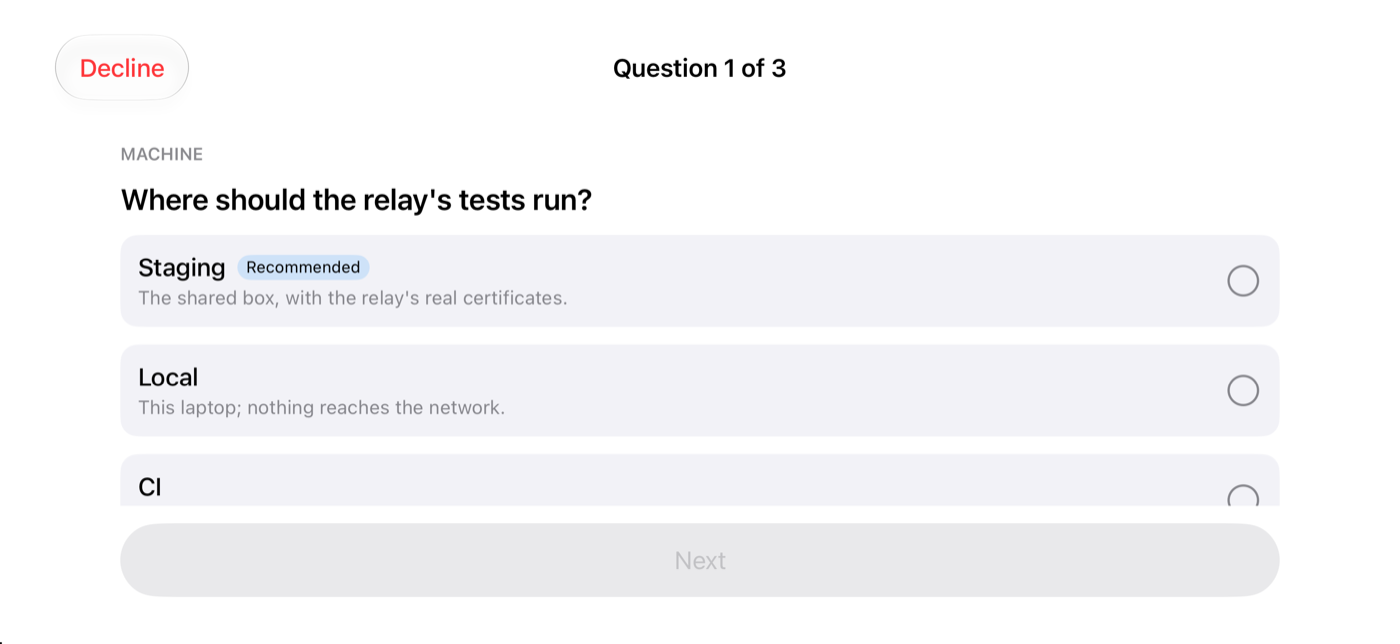 Decline
Question 1 of 3
MACHINE
Where should the relay's tests run?
Staging Recommended
The shared box, with the relay's real certificates.
Local
This laptop; nothing reaches the network.
CI
Next